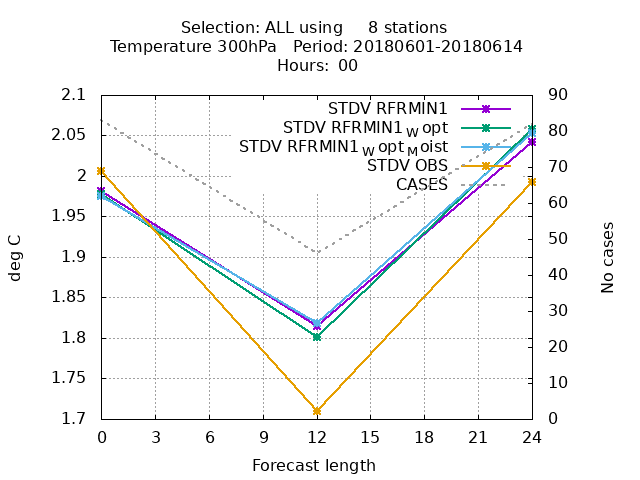 Selection: ALL using 8 stations
Temperature 300hPa Period: 20180601-20180614
Hours: 00
2.1
2.05
2
1.95
1.9
1.85
1.8
1.75
1.7
deg C
STDV RFRMIN1
STDV RFRMIN1_W opt
STDV RFRMIN1_W opt_M oist
STDV OBS
CASES
90
80
70
60
50
40
30
20
10
0
No cases
0 3 6 9 12 15 18 21 24
Forecast length